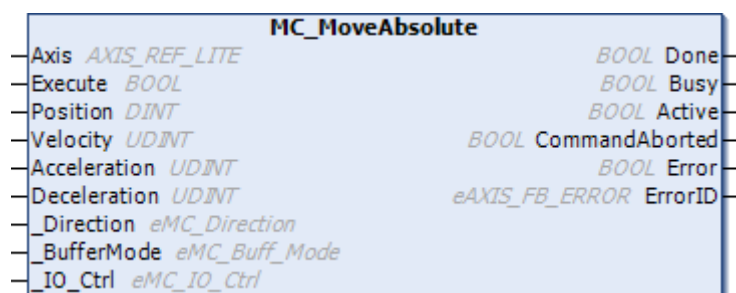 MC_MoveAbsolute
Axis AXIS_REF_LITE BOOL Done
Execute BOOL BOOL Busy
Position DINT BOOL Active
Velocity UDINT BOOL CommandAborted
Acceleration UDINT BOOL Error
Deceleration UDINT eAXIS_FB_ERROR ErrorID
_Direction eMC_Direction
_BufferMode eMC_Buff_Mode
_IO_Ctrl eMC_IO_Ctrl